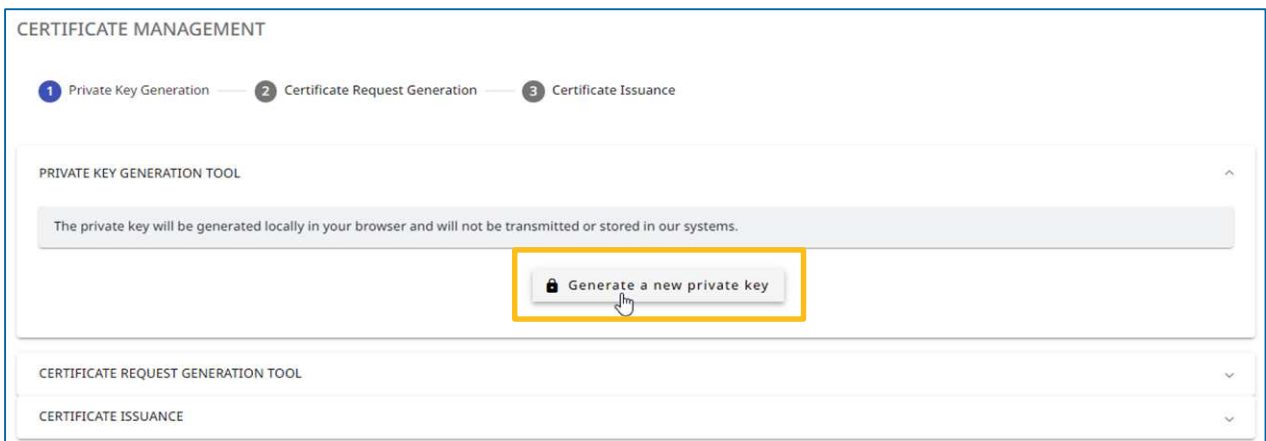 CERTIFICATE MANAGEMENT
1 Private Key Generation 2 Certificate Request Generation 3 Certificate Issuance
PRIVATE KEY GENERATION TOOL
The private key will be generated locally in your browser and will not be transmitted or stored in our systems.
Generate a new private key
CERTIFICATE REQUEST GENERATION TOOL
CERTIFICATE ISSUANCE